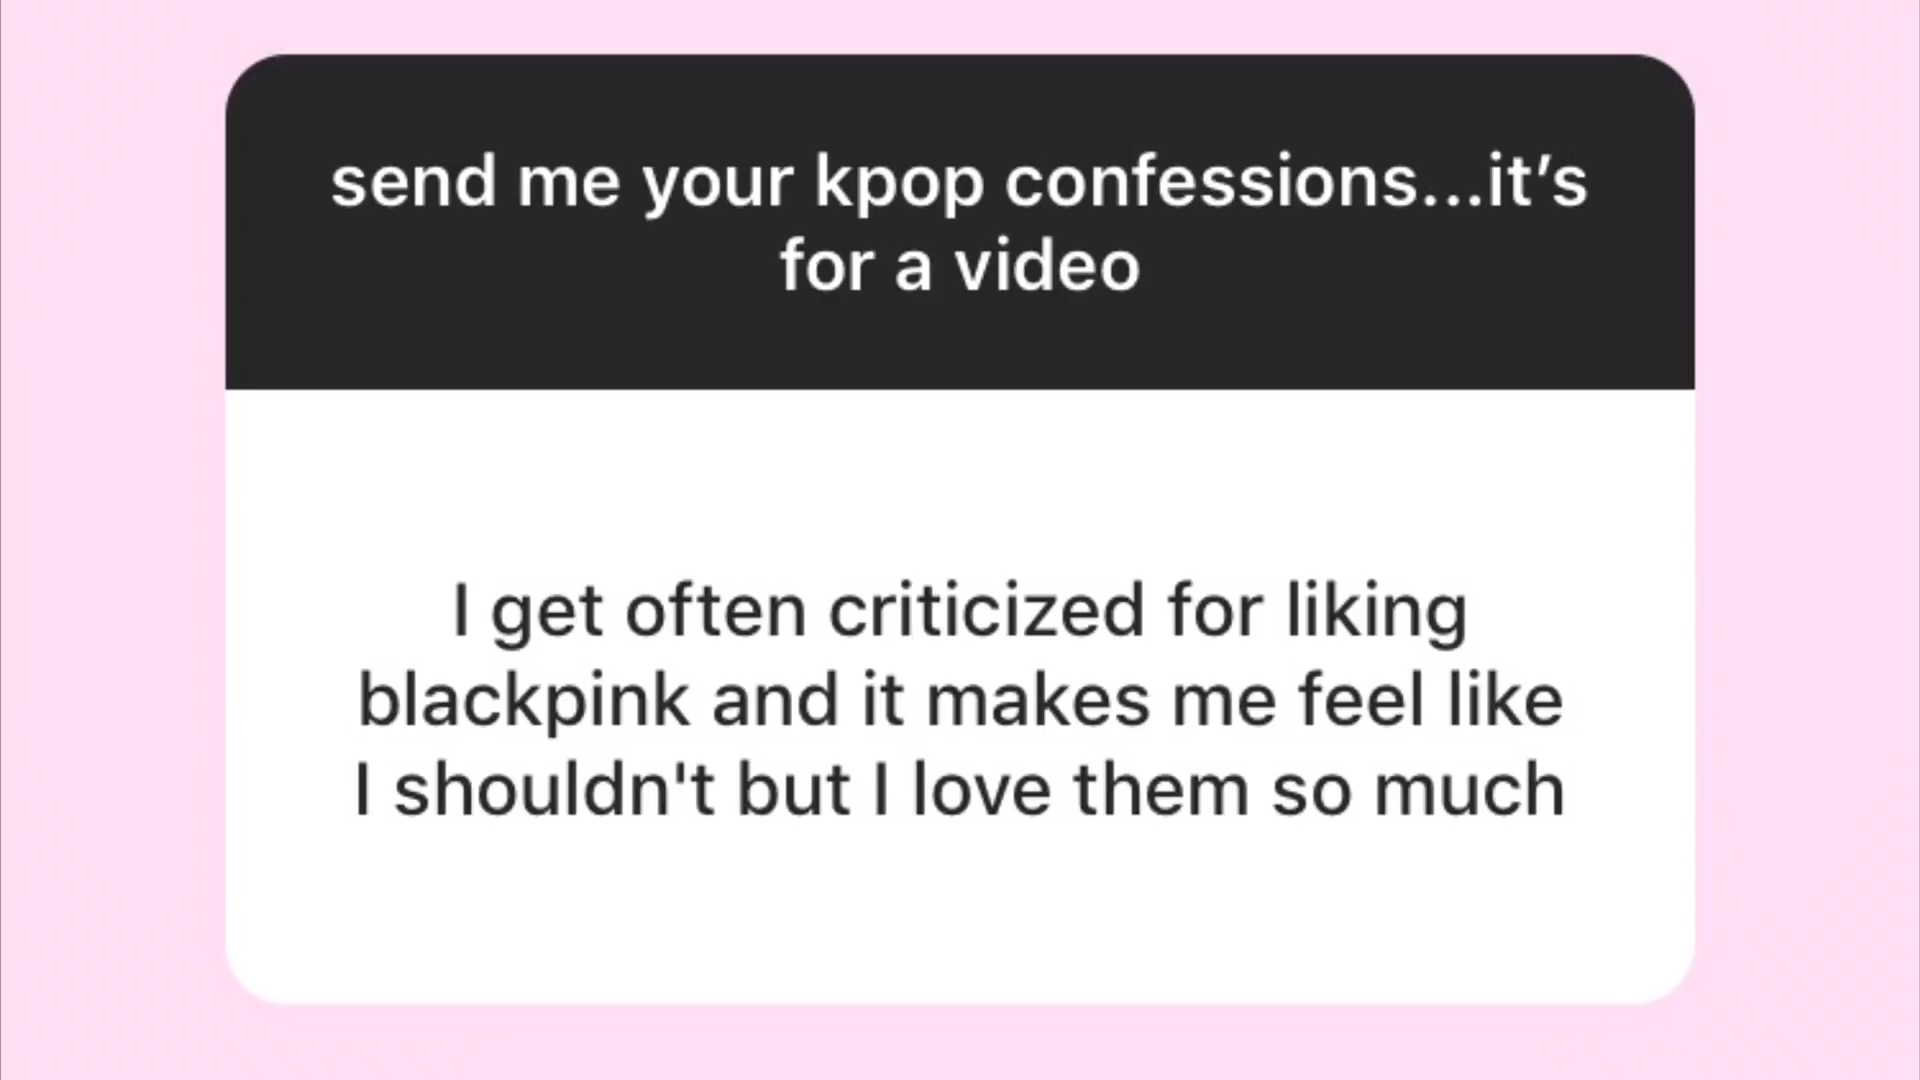 send me your kpop confessions...it’s
for a video
I get often criticized for liking
blackpink and it makes me feel like
I shouldn't but I love them so much